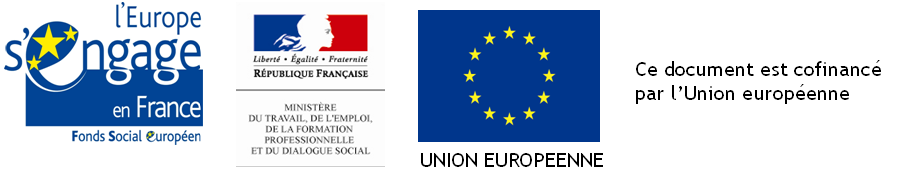 l'Europe
s'engage
en France
Fonds Social européen
Liberté • Égalité • Fraternité
RÉPUBLIQUE FRANÇAISE
MINISTÈRE
DU TRAVAIL, DE L'EMPLOI,
DE LA FORMATION
PROFESSIONNELLE
ET DU DIALOGUE SOCIAL
UNION EUROPEENNE
Ce document est cofinancé
par l'Union européenne